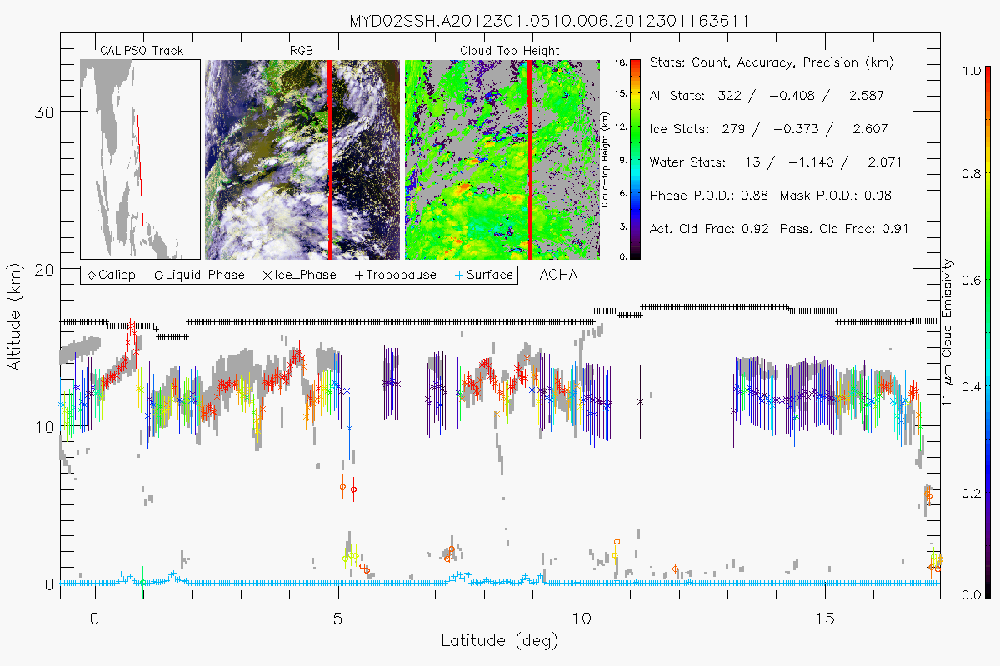 MYD02SSH.A2012301.0510.006.2012301163611
CALIPSO Track
RGB
Cloud Top Height
Stats: Count, Accuracy, Precision (km)
All Stats: 322 / -0.408 / 2.587
Ice Stats: 279 / -0.373 / 2.607
Water Stats: 13 / -1.140 / 2.071
Phase P.O.D.: 0.88 Mask P.O.D.: 0.98
Act. Cld Frac: 0.92 Pass. Cld Frac: 0.91
18.
15.
12.
9.
6.
3.
0.
Cloud-top Height (km)
Caliop Liquid Phase Ice_Phase Tropopause Surface
ACHA
30
20
10
0
Altitude (km)
0 5 10 15
Latitude (deg)
1.0
0.8
0.6
0.4
0.2
0.0
11 μm Cloud Emissivity